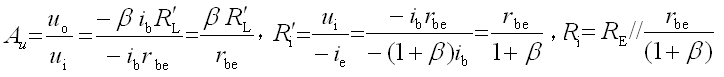 A_u = u_o / u_i = −β i_b R′_L / −i_b r_be = β R′_L / r_be , R′_i = u_i / −i_e = −i_b r_be / −(1+β)i_b = r_be / 1+β , R_i = R_E // r_be / (1+β)